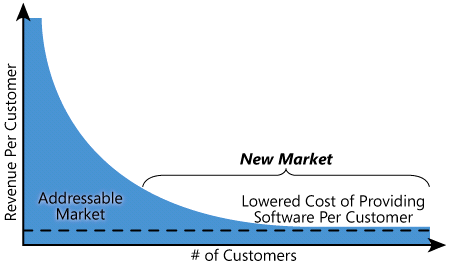 Revenue Per Customer
New Market
Addressable
Market
Lowered Cost of Providing
Software Per Customer
# of Customers